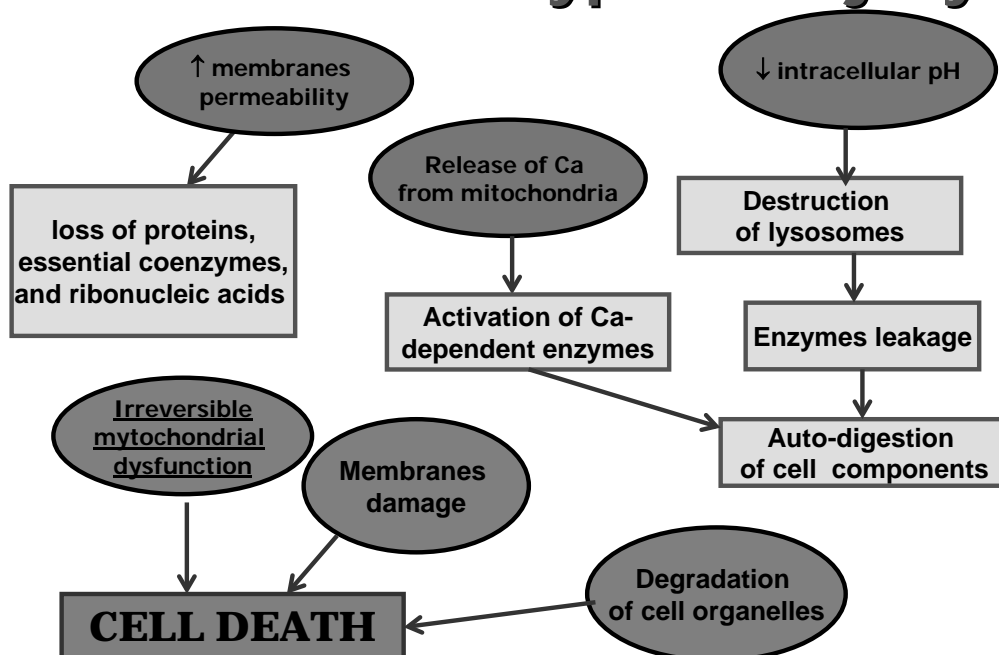 ↑ membranes
permeability
↓ intracellular pH
Release of Ca
from mitochondria
Destruction
of lysosomes
loss of proteins,
essential coenzymes,
and ribonucleic acids
Activation of Ca-
dependent enzymes
Enzymes leakage
Irreversible
mytochondrial
dysfunction
Membranes
damage
Auto-digestion
of cell components
Degradation
of cell organelles
CELL DEATH